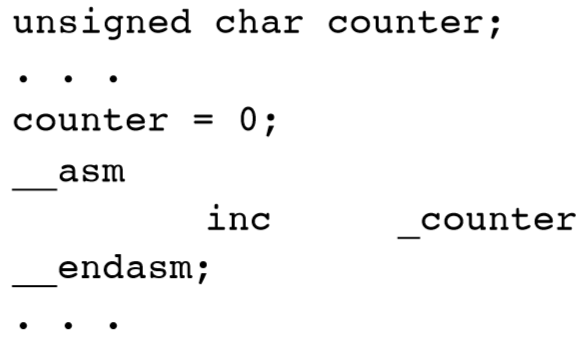 unsigned char counter;
. . .
counter = 0;
__asm
inc _counter
__endasm;
. . .